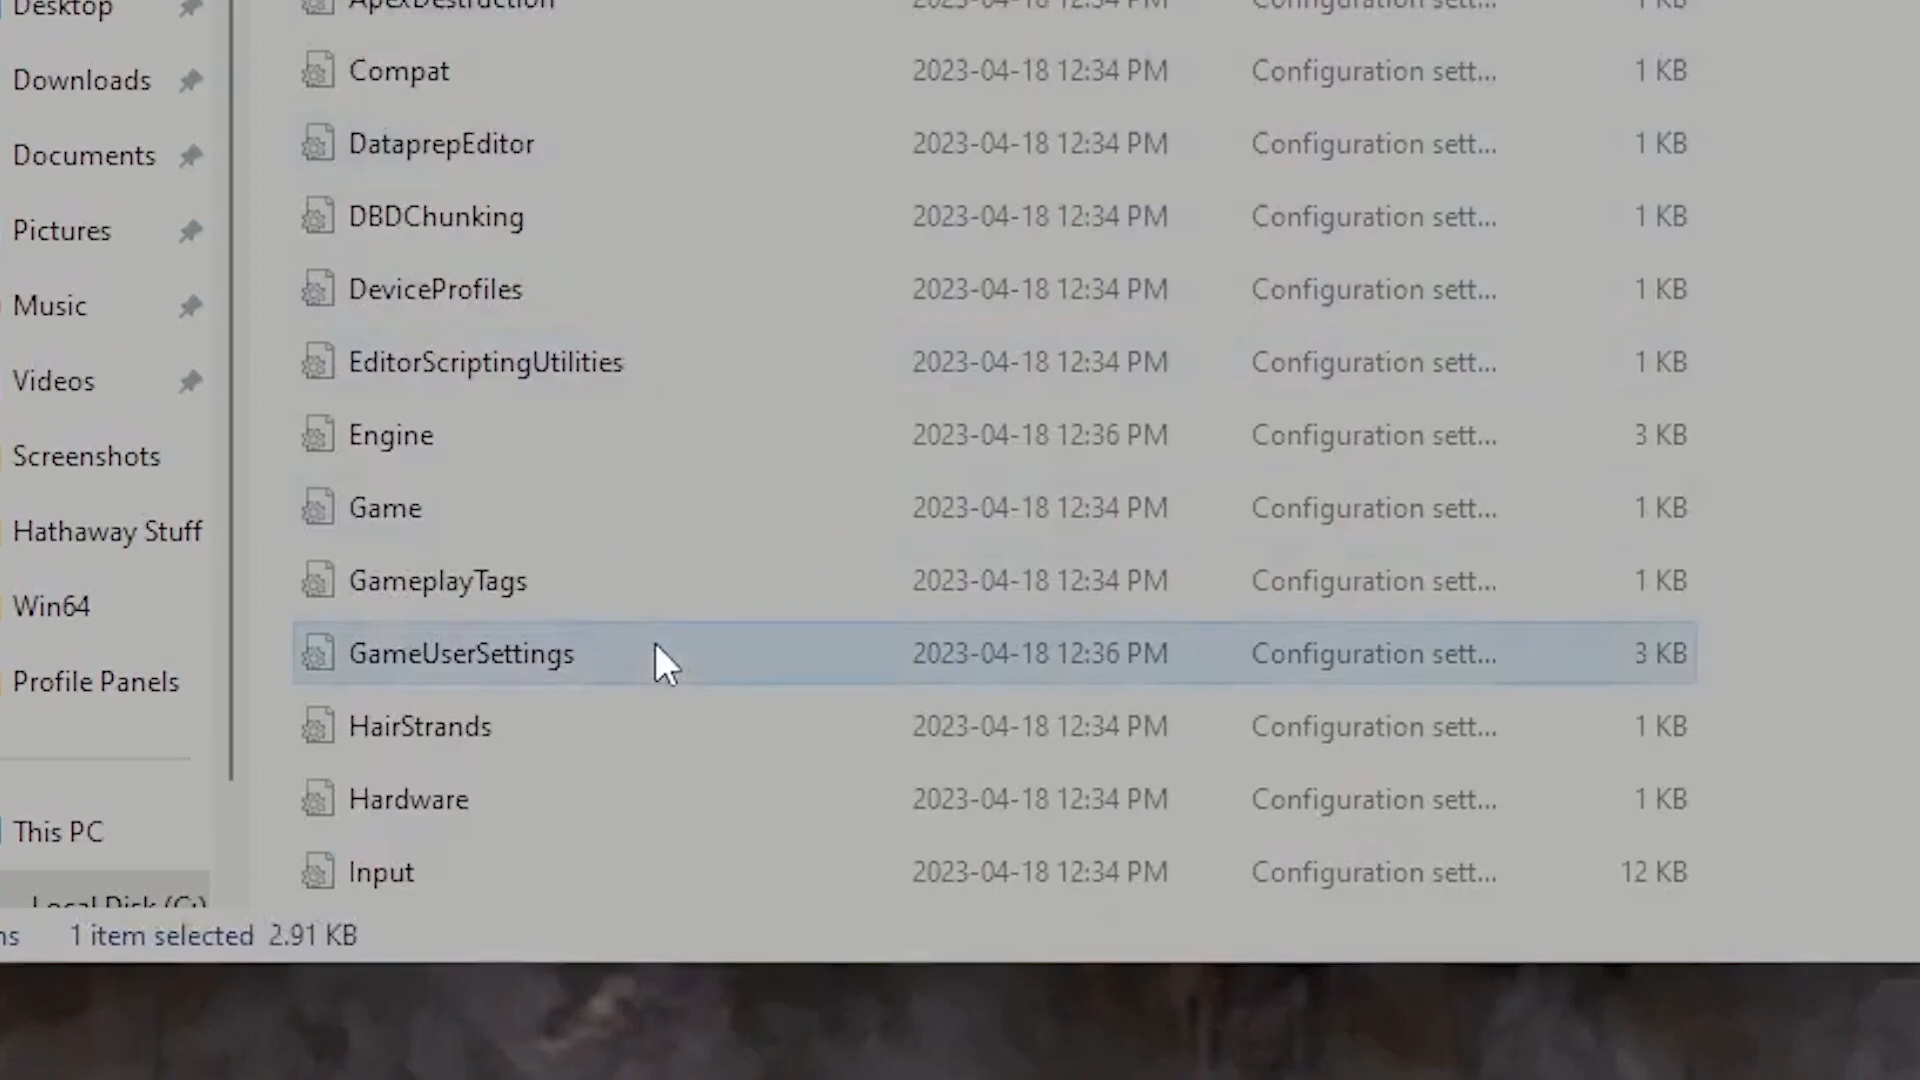 Desktop
Downloads
Documents
Pictures
Music
Videos
Screenshots
Hathaway Stuff
Win64
Profile Panels
This PC
Local Disk (C:)
ApexDestruction 2023-04-18 12:34 PM Configuration sett... 1 KB
Compat 2023-04-18 12:34 PM Configuration sett... 1 KB
DataprepEditor 2023-04-18 12:34 PM Configuration sett... 1 KB
DBDChunking 2023-04-18 12:34 PM Configuration sett... 1 KB
DeviceProfiles 2023-04-18 12:34 PM Configuration sett... 1 KB
EditorScriptingUtilities 2023-04-18 12:34 PM Configuration sett... 1 KB
Engine 2023-04-18 12:36 PM Configuration sett... 3 KB
Game 2023-04-18 12:34 PM Configuration sett... 1 KB
GameplayTags 2023-04-18 12:34 PM Configuration sett... 1 KB
GameUserSettings 2023-04-18 12:36 PM Configuration sett... 3 KB
HairStrands 2023-04-18 12:34 PM Configuration sett... 1 KB
Hardware 2023-04-18 12:34 PM Configuration sett... 1 KB
Input 2023-04-18 12:34 PM Configuration sett... 12 KB
1 item selected 2.91 KB